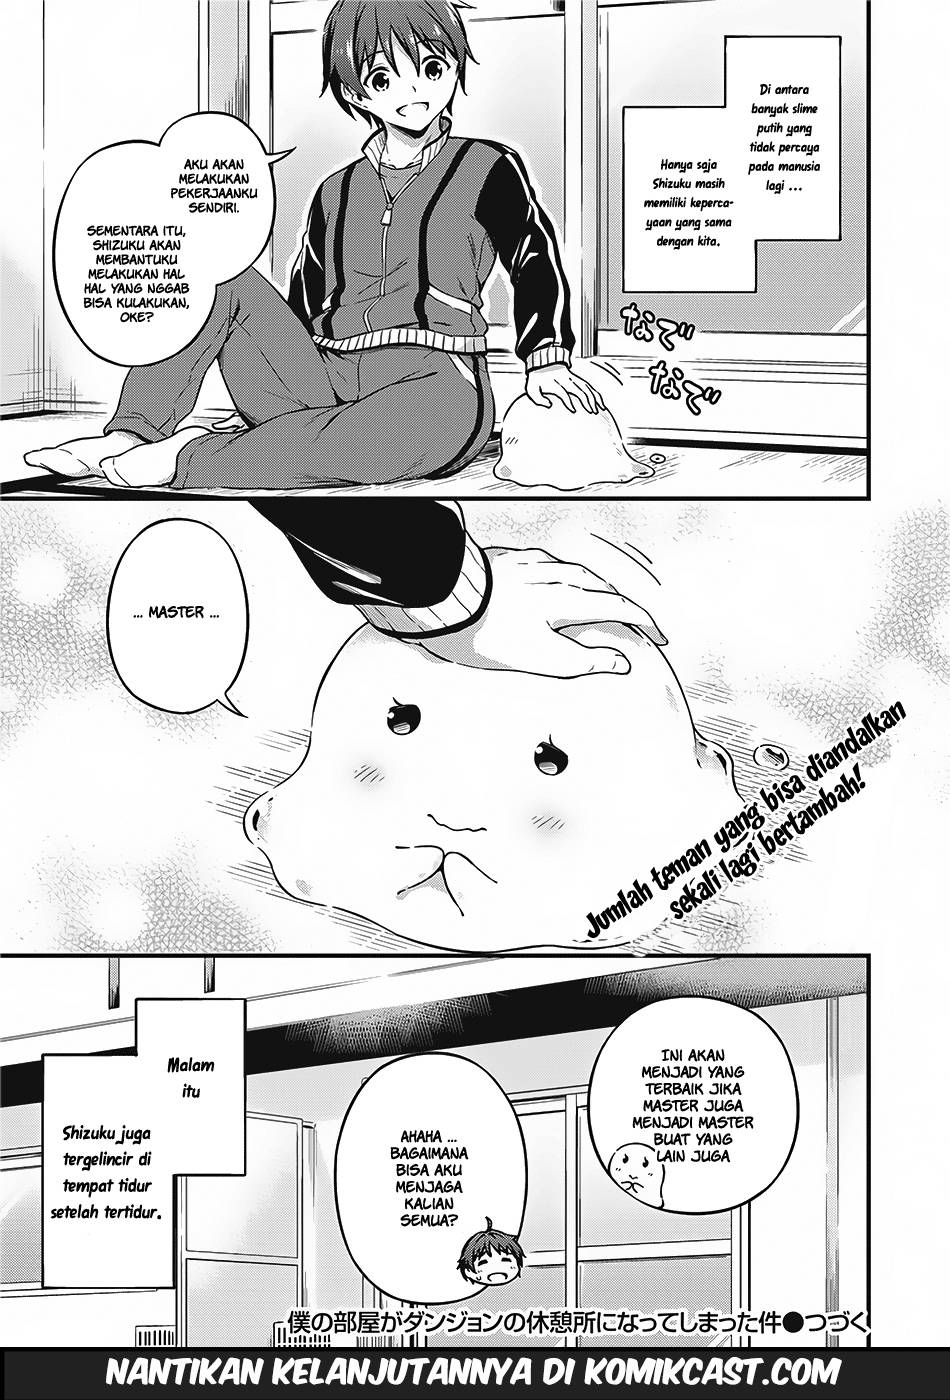 Di antara
banyak slime
putih yang
tidak percaya
pada manusia
lagi ...
Hanya saja
Shizuku masih
memiliki keperca-
yaan yang sama
dengan kita.
AKU AKAN
MELAKUKAN
PEKERJAANKU
SENDIRI.
SEMENTARA ITU,
SHIZUKU AKAN
MEMBANTUKU
MELAKUKAN HAL
HAL YANG NGGAB
BISA KULAKUKAN,
OKE?
なで
なで
... MASTER ...
Jumlah teman yang bisa diandalkan
sekali lagi bertambah!
INI AKAN
MENJADI YANG
TERBAIK JIKA
MASTER JUGA
MENJADI MASTER
BUAT YANG
LAIN JUGA
AHAHA ...
BAGAIMANA
BISA AKU
MENJAGA
KALIAN
SEMUA?
Malam
itu
Shizuku juga
tergelincir di
tempat tidur
setelah tertidur.
僕の部屋がダンジョンの休憩所になってしまった件●つづく
NANTIKAN KELANJUTANNYA DI KOMIKCAST.COM